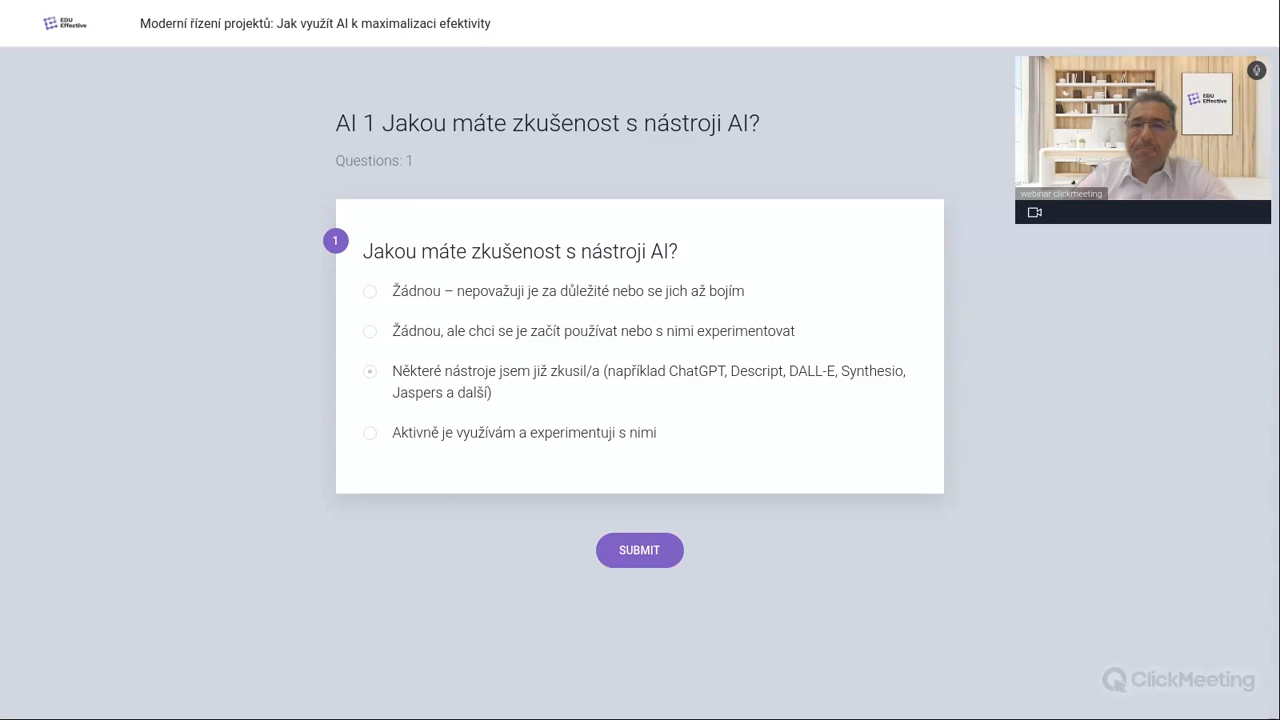 EDU
Effective
Moderní řízení projektů: Jak využít AI k maximalizaci efektivity
AI 1 Jakou máte zkušenost s nástroji AI?
Questions: 1
EDU
Effective
webinar clickmeeting
1
Jakou máte zkušenost s nástroji AI?
Žádnou – nepovažuji je za důležité nebo se jich až bojím
Žádnou, ale chci se je začít používat nebo s nimi experimentovat
Některé nástroje jsem již zkusil/a (například ChatGPT, Descript, DALL-E, Synthesio,
Jaspers a další)
Aktivně je využívám a experimentuji s nimi
SUBMIT
ClickMeeting